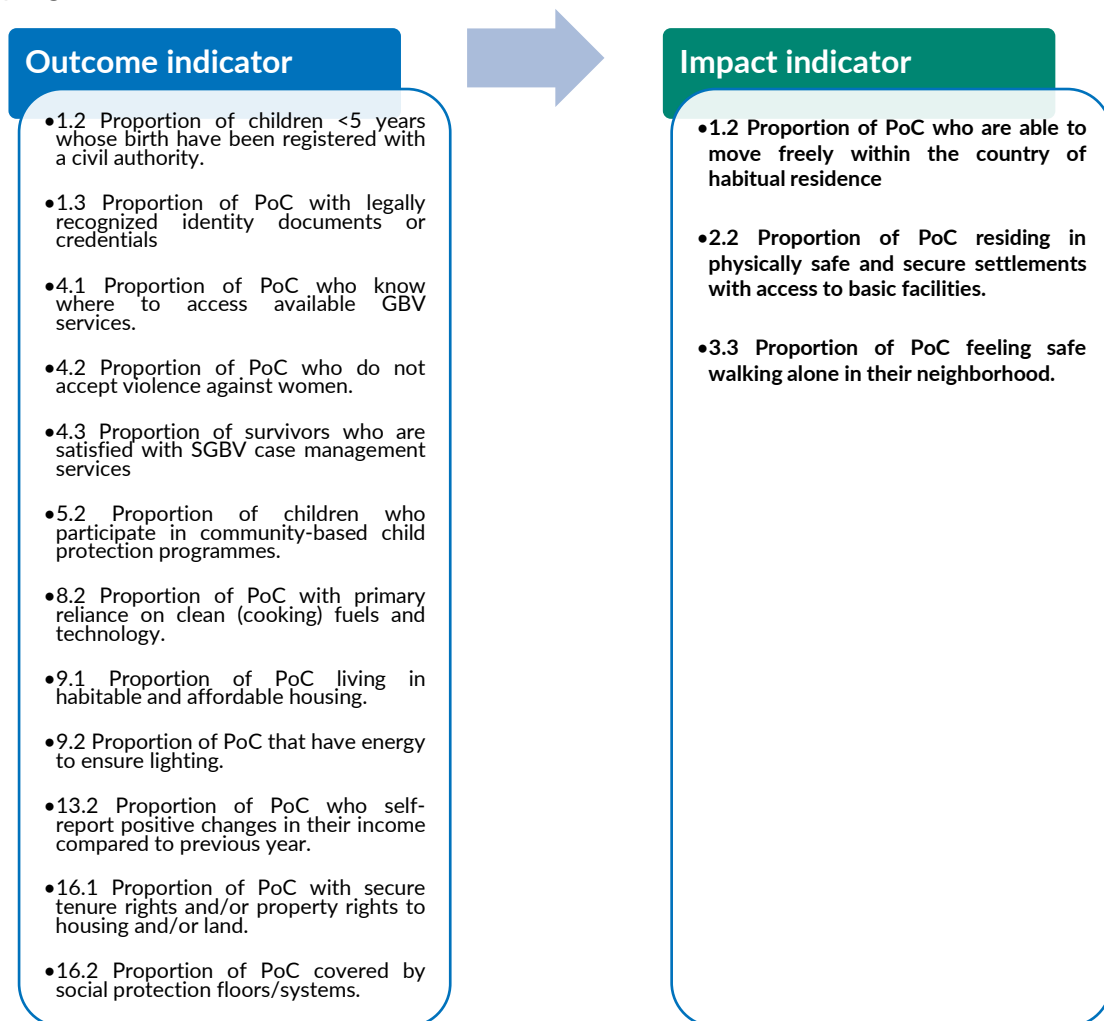 Outcome indicator
•1.2 Proportion of children <5 years
whose birth have been registered with
a civil authority.
•1.3 Proportion of PoC with legally
recognized identity documents or
credentials
•4.1 Proportion of PoC who know
where to access available GBV
services.
•4.2 Proportion of PoC who do not
accept violence against women.
•4.3 Proportion of survivors who are
satisfied with SGBV case management
services
•5.2 Proportion of children who
participate in community-based child
protection programmes.
•8.2 Proportion of PoC with primary
reliance on clean (cooking) fuels and
technology.
•9.1 Proportion of PoC living in
habitable and affordable housing.
•9.2 Proportion of PoC that have energy
to ensure lighting.
•13.2 Proportion of PoC who self-
report positive changes in their income
compared to previous year.
•16.1 Proportion of PoC with secure
tenure rights and/or property rights to
housing and/or land.
•16.2 Proportion of PoC covered by
social protection floors/systems.
Impact indicator
•1.2 Proportion of PoC who are able to
move freely within the country of
habitual residence
•2.2 Proportion of PoC residing in
physically safe and secure settlements
with access to basic facilities.
•3.3 Proportion of PoC feeling safe
walking alone in their neighborhood.